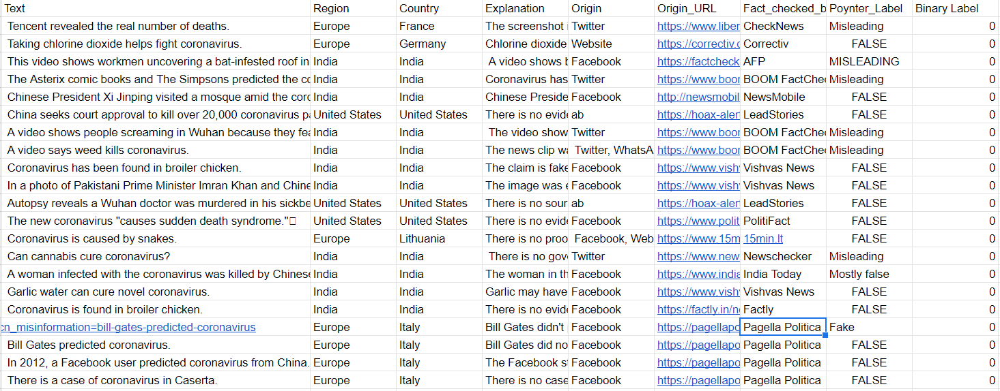 Text Region Country Explanation Origin Origin_URL Fact_checked_b Poynter_Label Binary Label
Tencent revealed the real number of deaths. Europe France The screenshot i Twitter https://www.liber CheckNews Misleading 0
Taking chlorine dioxide helps fight coronavirus. Europe Germany Chlorine dioxide Website https://correctiv.o Correctiv FALSE 0
This video shows workmen uncovering a bat-infested roof in India India A video shows b Facebook https://factcheck AFP MISLEADING 0
The Asterix comic books and The Simpsons predicted the co India India Coronavirus has Twitter https://www.boor BOOM FactChec Misleading 0
Chinese President Xi Jinping visited a mosque amid the coro India India Chinese Preside Facebook http://newsmobil NewsMobile FALSE 0
China seeks court approval to kill over 20,000 coronavirus pa United States United States There is no evide ab https://hoax-aler LeadStories FALSE 0
A video shows people screaming in Wuhan because they fea India India The video show Twitter https://www.boor BOOM FactChec Misleading 0
A video says weed kills coronavirus. India India The news clip wa Twitter, WhatsA https://www.boor BOOM FactChec Misleading 0
Coronavirus has been found in broiler chicken. India India The claim is fake Facebook https://www.vish Vishvas News FALSE 0
In a photo of Pakistani Prime Minister Imran Khan and Chine India India The image was e Facebook https://www.vish Vishvas News FALSE 0
Autopsy reveals a Wuhan doctor was murdered in his sickbe United States United States There is no sour ab https://hoax-aler LeadStories FALSE 0
The new coronavirus "causes sudden death syndrome." United States United States There is no evide Facebook https://www.polit PolitiFact FALSE 0
Coronavirus is caused by snakes. Europe Lithuania There is no proo Facebook, Web https://www.15m 15min.lt FALSE 0
Can cannabis cure coronavirus? India India There is no gov Twitter https://www.new Newschecker Misleading 0
A woman infected with the coronavirus was killed by Chinese India India The woman in th Facebook https://www.india India Today Mostly false 0
Garlic water can cure novel coronavirus. India India Garlic may have Facebook https://www.vish Vishvas News FALSE 0
Coronavirus is found in broiler chicken. India India There is no evide Facebook https://factly.in/n Factly FALSE 0
cn_misinformation=bill-gates-predicted-coronavirus Europe Italy Bill Gates didn't Facebook https://pagellapo Pagella Politica Fake 0
Bill Gates predicted coronavirus. Europe Italy Bill Gates did no Facebook https://pagellapo Pagella Politica FALSE 0
In 2012, a Facebook user predicted coronavirus from China. Europe Italy The Facebook s Facebook https://pagellapo Pagella Politica FALSE 0
There is a case of coronavirus in Caserta. Europe Italy There is no case Facebook https://pagellapo Pagella Politica FALSE 0